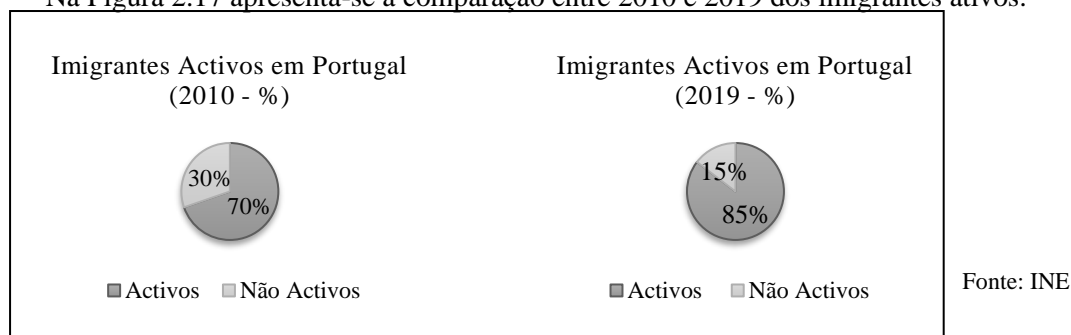 Na Figura 2.17 apresenta-se a comparação entre 2010 e 2019 dos imigrantes ativos.
Imigrantes Activos em Portugal
(2010 - %)
30%
70%
Activos Não Activos
Imigrantes Activos em Portugal
(2019 - %)
15%
85%
Activos Não Activos
Fonte: INE